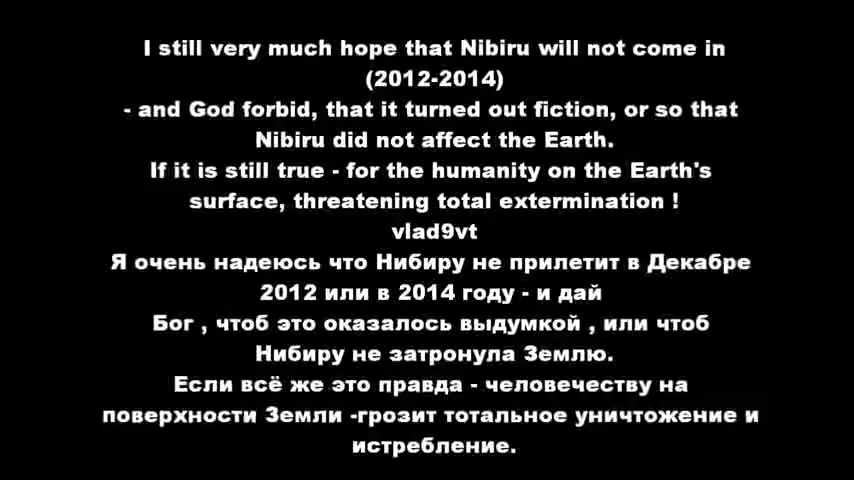 I still very much hope that Nibiru will not come in
(2012-2014)
- and God forbid, that it turned out fiction, or so that
Nibiru did not affect the Earth.
If it is still true - for the humanity on the Earth's
surface, threatening total extermination !
vlad9vt
Я очень надеюсь что Нибиру не прилетит в Декабре
2012 или в 2014 году - и дай
Бог , чтоб это оказалось выдумкой , или чтоб
Нибиру не затронула Землю.
Если всё же это правда - человечеству на
поверхности Земли -грозит тотальное уничтожение и
истребление.